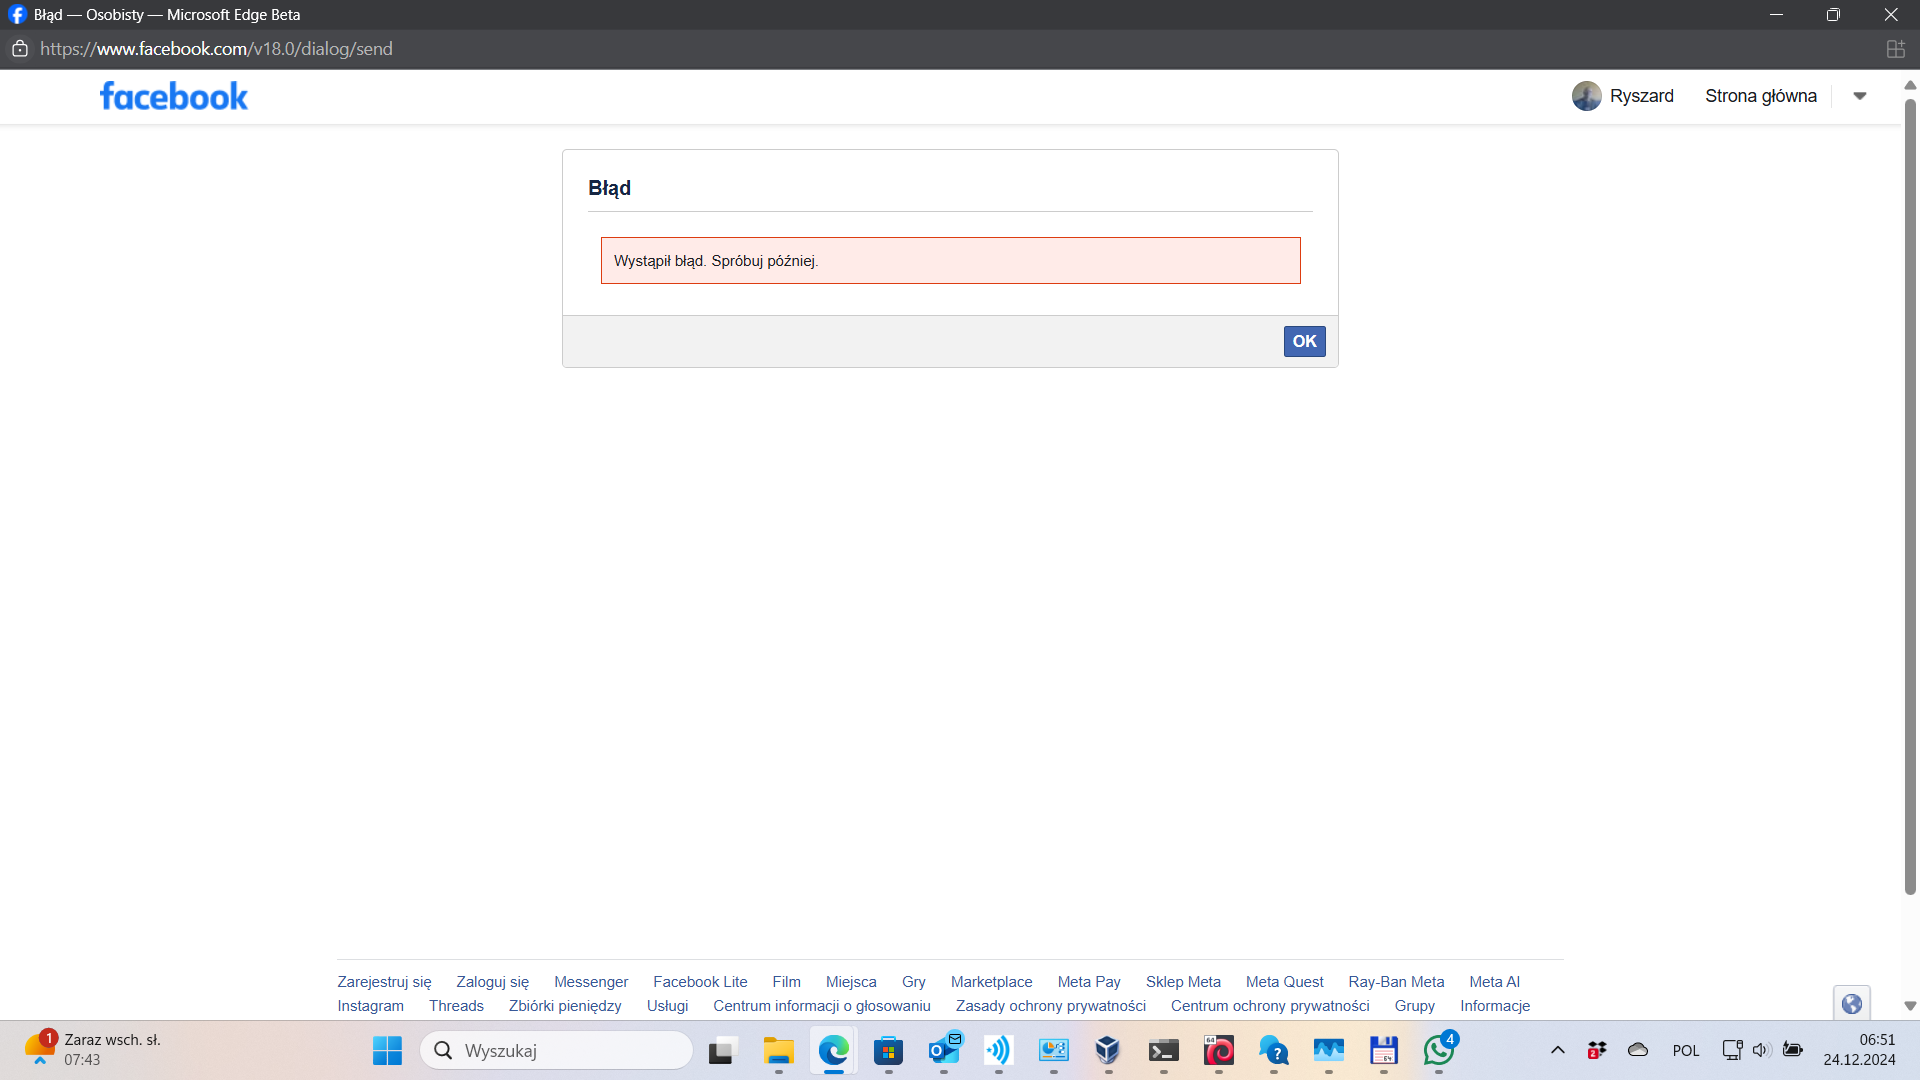 Błąd — Osobisty — Microsoft Edge Beta
https://www.facebook.com/v18.0/dialog/send
facebook
Ryszard
Strona główna
Błąd
Wystąpił błąd. Spróbuj później.
OK
Zarejestruj się Zaloguj się Messenger Facebook Lite Film Miejsca Gry Marketplace Meta Pay Sklep Meta Meta Quest Ray-Ban Meta Meta AI
Instagram Threads Zbiórki pieniędzy Usługi Centrum informacji o głosowaniu Zasady ochrony prywatności Centrum ochrony prywatności Grupy Informacje
1
Zaraz wsch. sł.
07:43
Wyszukaj
64
64
4
2
POL
06:51
24.12.2024